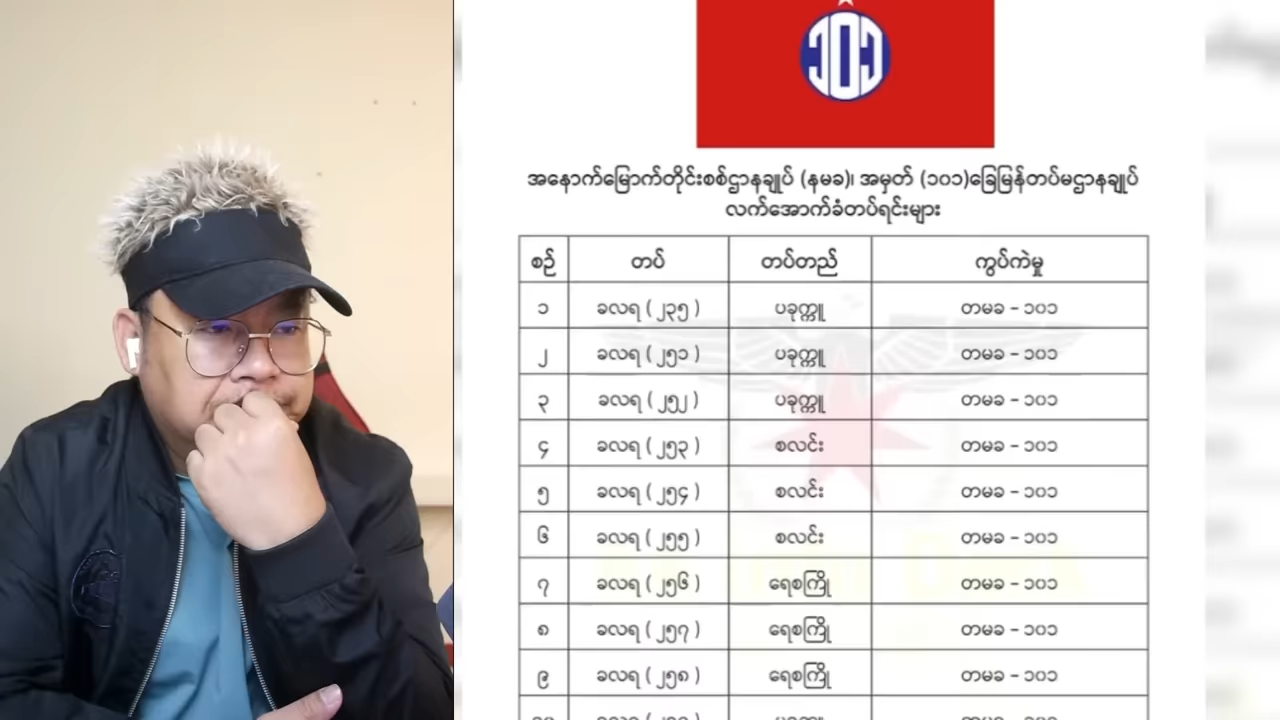 ၁၀၁
အနောက်မြောက်တိုင်းစစ်ဌာနချုပ် (နမခ)၊ အမှတ် (၁၀၁)ခြေမြန်တပ်မဌာနချုပ်
လက်အောက်ခံတပ်ရင်းများ
စဉ် တပ် တပ်တည် ကွပ်ကဲမှု
၁ ခလရ ( ၂၃၅ ) ပခုက္ကူ တမခ - ၁၀၁
၂ ခလရ ( ၂၅၁ ) ပခုက္ကူ တမခ - ၁၀၁
၃ ခလရ ( ၂၅၂ ) ပခုက္ကူ တမခ - ၁၀၁
၄ ခလရ ( ၂၅၃ ) စလင်း တမခ - ၁၀၁
၅ ခလရ ( ၂၅၄ ) စလင်း တမခ - ၁၀၁
၆ ခလရ ( ၂၅၅ ) စလင်း တမခ - ၁၀၁
၇ ခလရ ( ၂၅၆ ) ရေစကြို တမခ - ၁၀၁
၈ ခလရ ( ၂၅၇ ) ရေစကြို တမခ - ၁၀၁
၉ ခလရ ( ၂၅၈ ) ရေစကြို တမခ - ၁၀၁